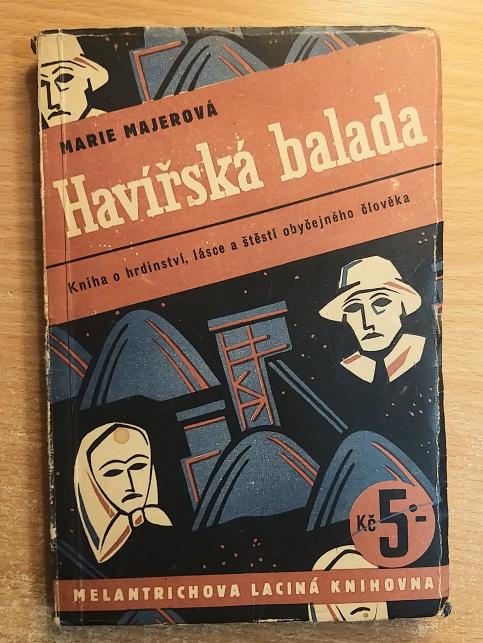 MARIE MAJEROVÁ
Havířská balada
Kniha o hrdinství, lásce a štěstí obyčejného člověka
Kč 5·-
MELANTRICHOVA LACINÁ KNIHOVNA